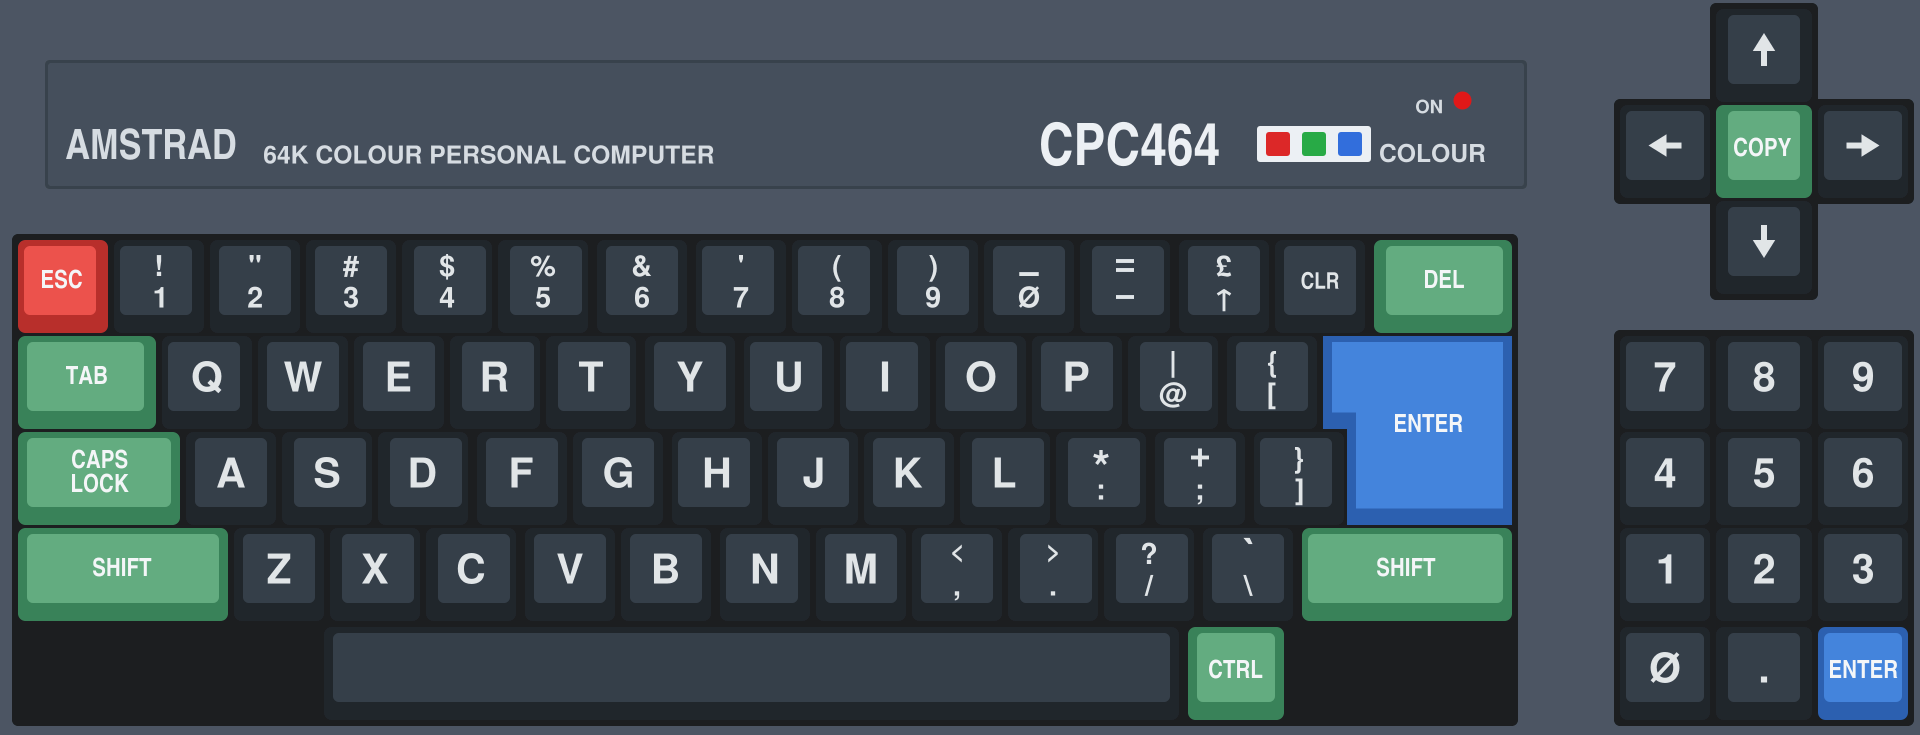 AMSTRAD 64K COLOUR PERSONAL COMPUTER CPC464 ON COLOUR
↑
← COPY →
↓
ESC ! 1 " 2 # 3 $ 4 % 5 & 6 ' 7 ( 8 ) 9 _ Ø = - £ ↑ CLR DEL
TAB Q W E R T Y U I O P | @ { [ ENTER
CAPS LOCK A S D F G H J K L * : + ; } ]
SHIFT Z X C V B N M < , > . ? / ` \ SHIFT
CTRL
7 8 9
4 5 6
1 2 3
Ø . ENTER